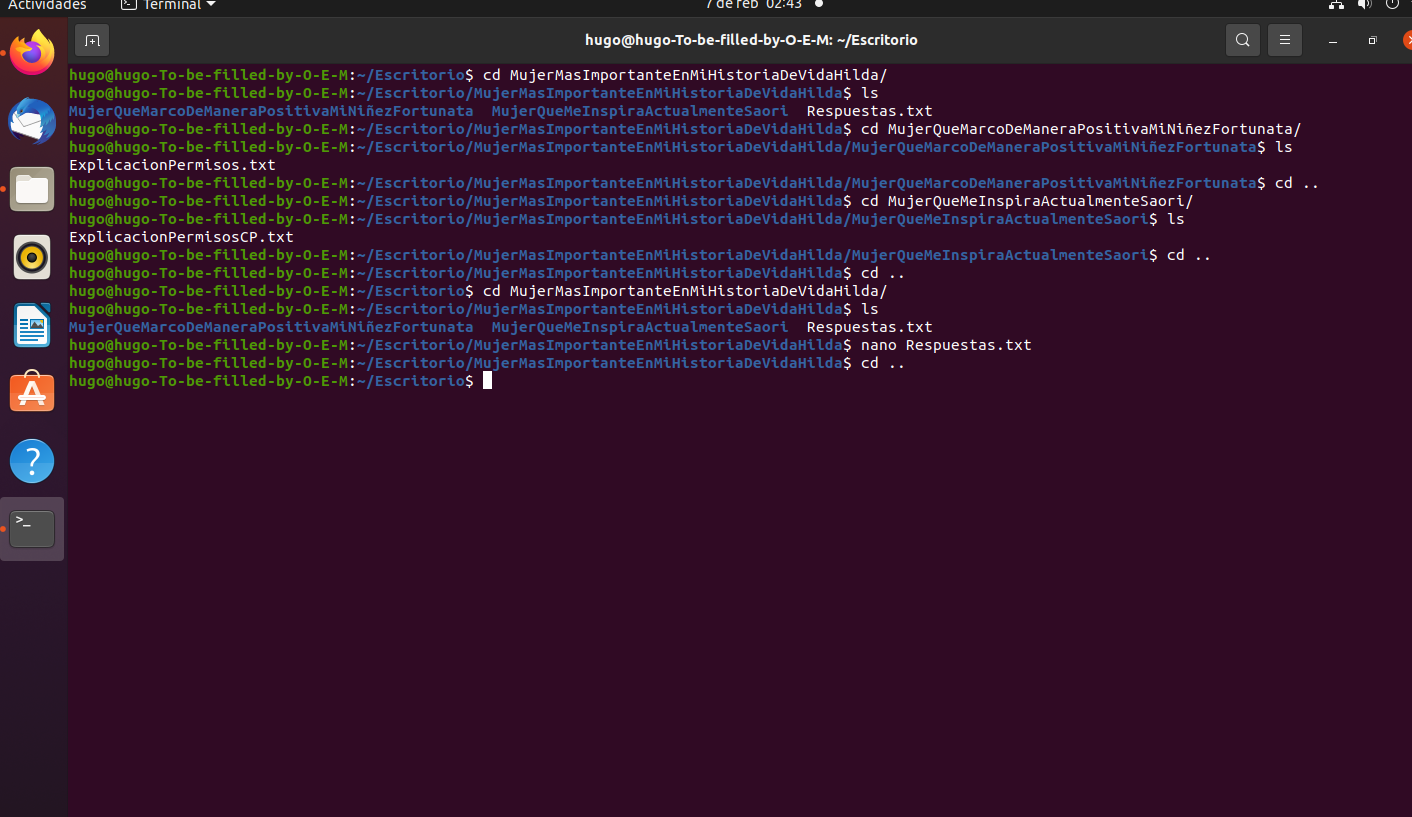 Actividades Terminal 7 de feb 02:43
hugo@hugo-To-be-filled-by-O-E-M: ~/Escritorio
hugo@hugo-To-be-filled-by-O-E-M:~/Escritorio$ cd MujerMasImportanteEnMiHistoriaDeVidaHilda/
hugo@hugo-To-be-filled-by-O-E-M:~/Escritorio/MujerMasImportanteEnMiHistoriaDeVidaHilda$ ls
MujerQueMarcoDeManeraPositivaMiNiñezFortunata MujerQueMeInspiraActualmenteSaori Respuestas.txt
hugo@hugo-To-be-filled-by-O-E-M:~/Escritorio/MujerMasImportanteEnMiHistoriaDeVidaHilda$ cd MujerQueMarcoDeManeraPositivaMiNiñezFortunata/
hugo@hugo-To-be-filled-by-O-E-M:~/Escritorio/MujerMasImportanteEnMiHistoriaDeVidaHilda/MujerQueMarcoDeManeraPositivaMiNiñezFortunata$ ls
ExplicacionPermisos.txt
hugo@hugo-To-be-filled-by-O-E-M:~/Escritorio/MujerMasImportanteEnMiHistoriaDeVidaHilda/MujerQueMarcoDeManeraPositivaMiNiñezFortunata$ cd ..
hugo@hugo-To-be-filled-by-O-E-M:~/Escritorio/MujerMasImportanteEnMiHistoriaDeVidaHilda$ cd MujerQueMeInspiraActualmenteSaori/
hugo@hugo-To-be-filled-by-O-E-M:~/Escritorio/MujerMasImportanteEnMiHistoriaDeVidaHilda/MujerQueMeInspiraActualmenteSaori$ ls
ExplicacionPermisosCP.txt
hugo@hugo-To-be-filled-by-O-E-M:~/Escritorio/MujerMasImportanteEnMiHistoriaDeVidaHilda/MujerQueMeInspiraActualmenteSaori$ cd ..
hugo@hugo-To-be-filled-by-O-E-M:~/Escritorio/MujerMasImportanteEnMiHistoriaDeVidaHilda$ cd ..
hugo@hugo-To-be-filled-by-O-E-M:~/Escritorio$ cd MujerMasImportanteEnMiHistoriaDeVidaHilda/
hugo@hugo-To-be-filled-by-O-E-M:~/Escritorio/MujerMasImportanteEnMiHistoriaDeVidaHilda$ ls
MujerQueMarcoDeManeraPositivaMiNiñezFortunata MujerQueMeInspiraActualmenteSaori Respuestas.txt
hugo@hugo-To-be-filled-by-O-E-M:~/Escritorio/MujerMasImportanteEnMiHistoriaDeVidaHilda$ nano Respuestas.txt
hugo@hugo-To-be-filled-by-O-E-M:~/Escritorio/MujerMasImportanteEnMiHistoriaDeVidaHilda$ cd ..
hugo@hugo-To-be-filled-by-O-E-M:~/Escritorio$